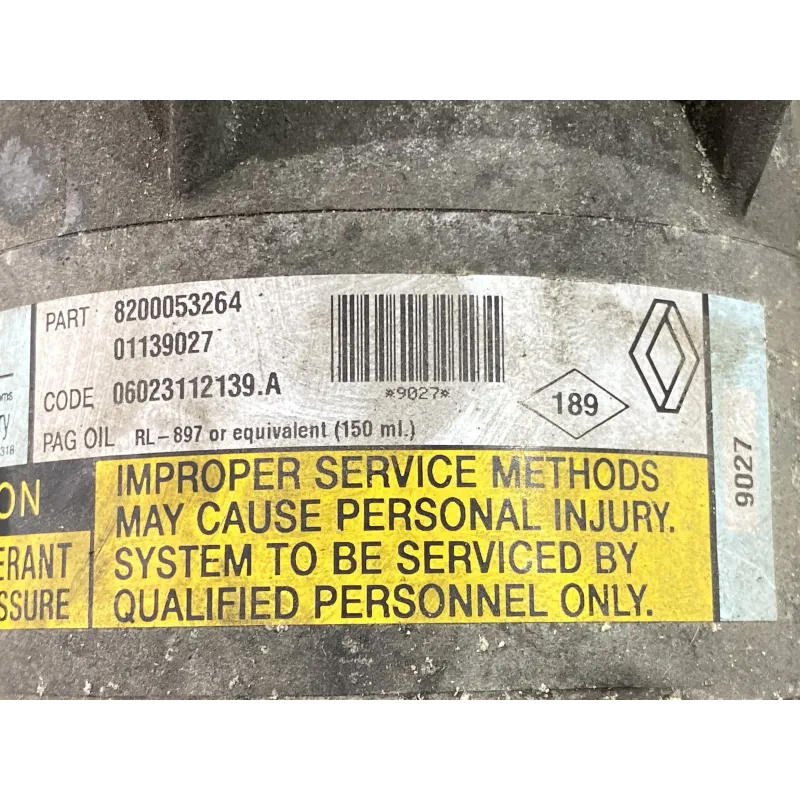 PART 8200053264
01139027
CODE 06023112139.A
*9027*
189
PAG OIL RL-897 or equivalent (150 ml.)
9027
IMPROPER SERVICE METHODS
MAY CAUSE PERSONAL INJURY.
SYSTEM TO BE SERVICED BY
QUALIFIED PERSONNEL ONLY.
ON
ERANT
SSURE